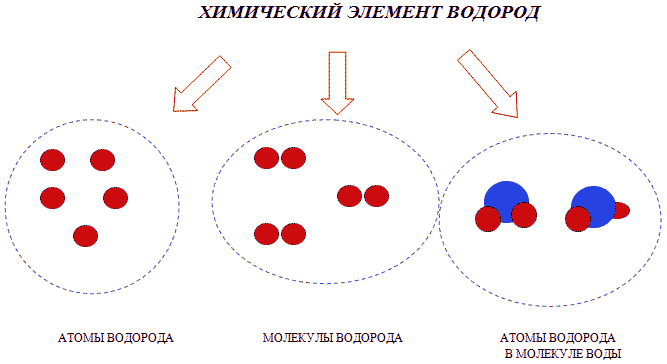 ХИМИЧЕСКИЙ ЭЛЕМЕНТ ВОДОРОД
АТОМЫ ВОДОРОДА
МОЛЕКУЛЫ ВОДОРОДА
АТОМЫ ВОДОРОДА
В МОЛЕКУЛЕ ВОДЫ